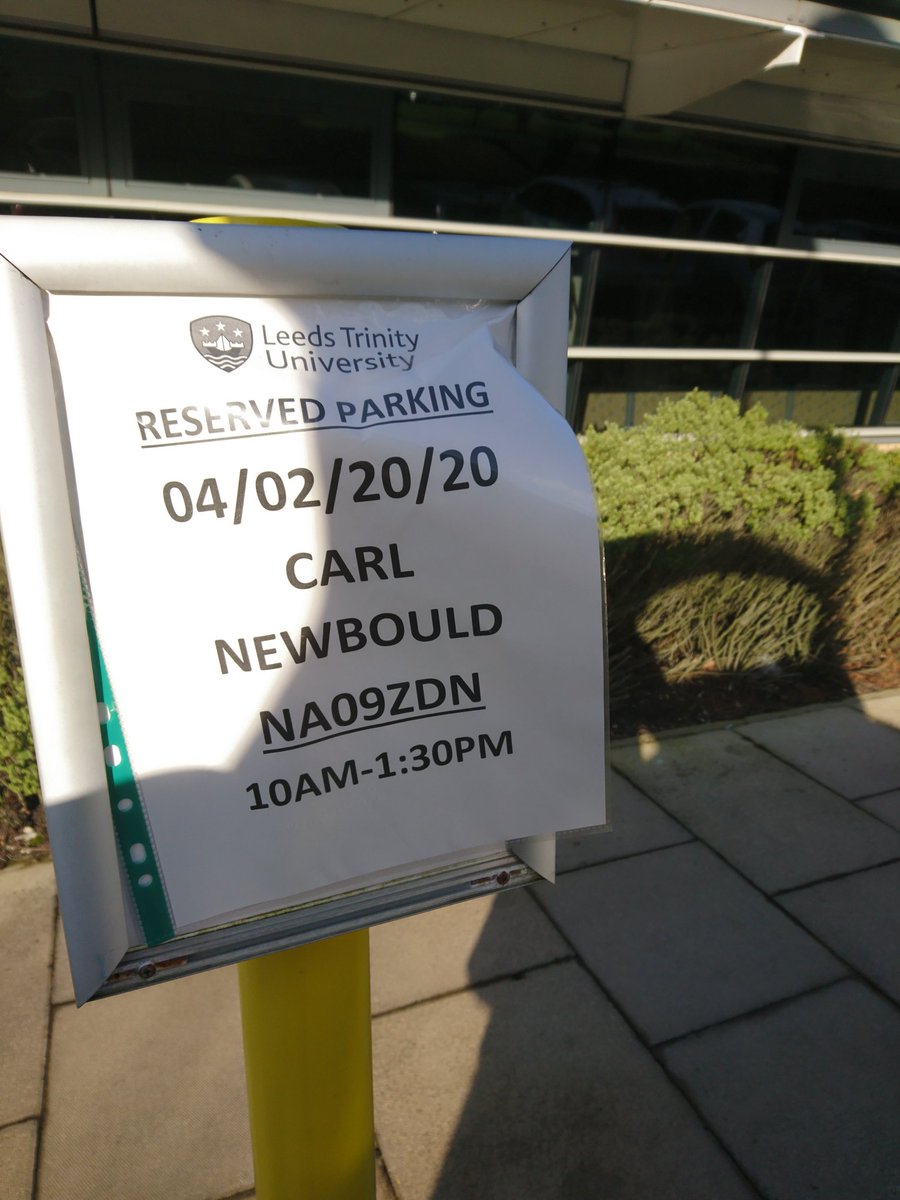 Leeds Trinity
University
RESERVED PARKING
04/02/20/20
CARL
NEWBOULD
NA09ZDN
10AM-1:30PM